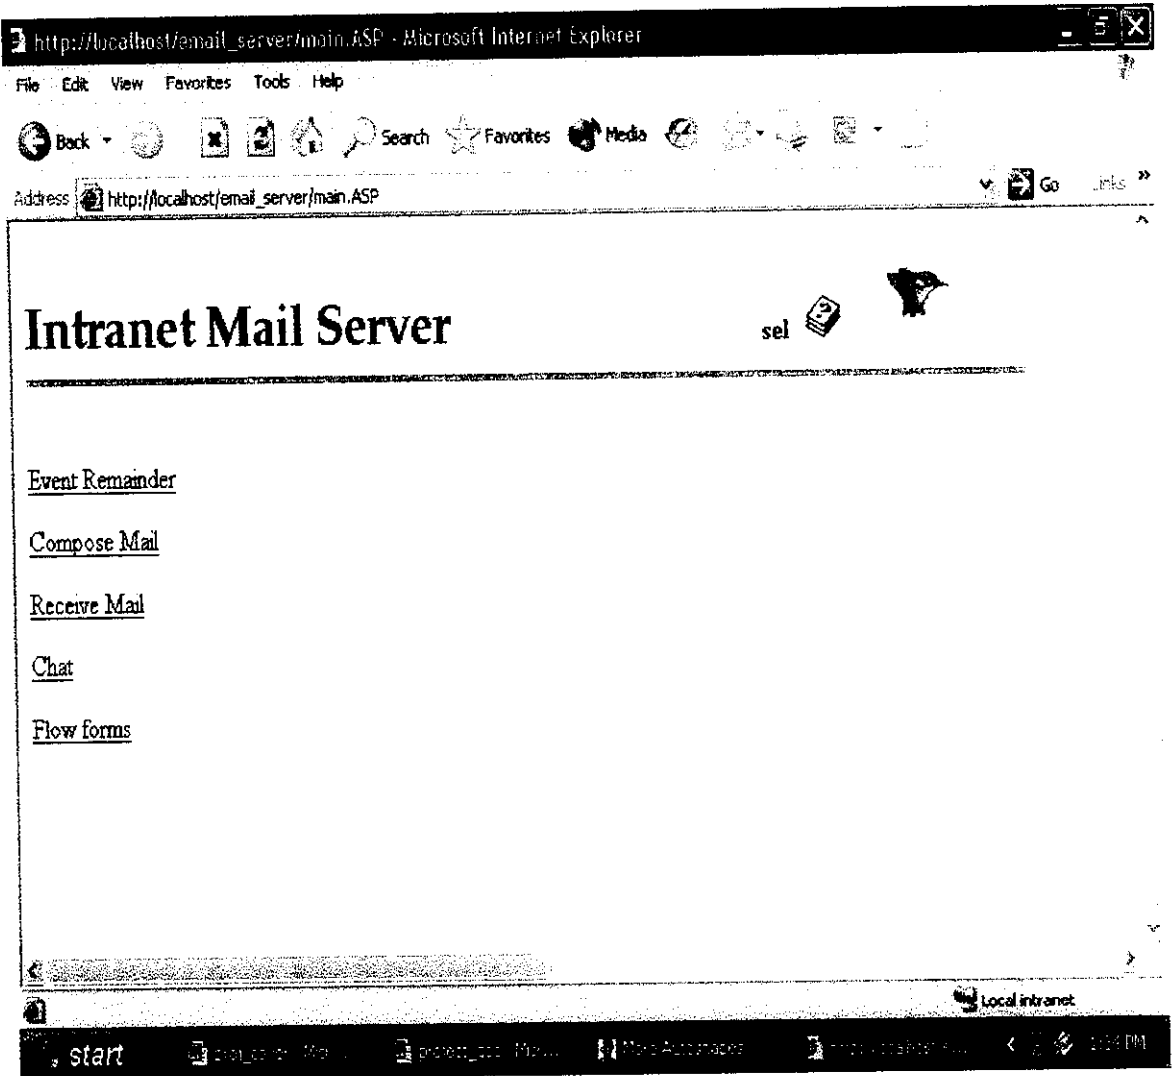 http://localhost/email_server/main.ASP - Microsoft Internet Explorer
File Edit View Favorites Tools Help
Back Search Favorites Media
Address http://localhost/email_server/main.ASP Go Links »
Intranet Mail Server sel ?
Event Remainder
Compose Mail
Receive Mail
Chat
Flow forms
Local intranet
start PM